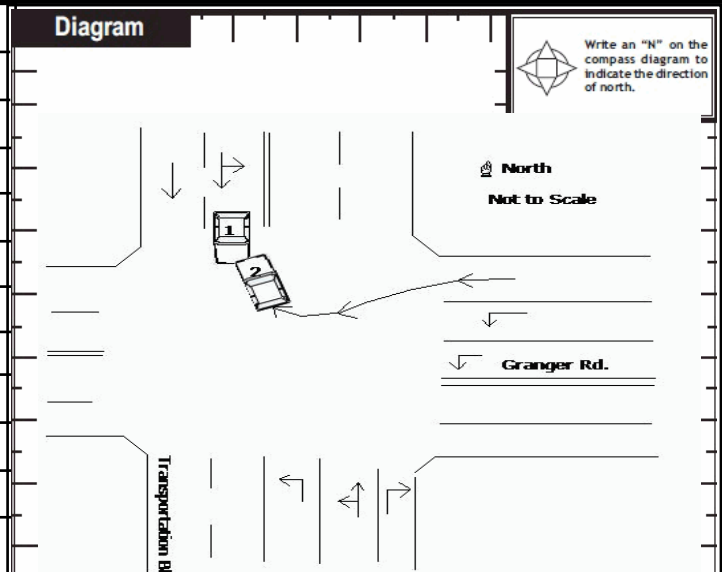 Diagram
Write an "N" on the
compass diagram to
indicate the direction
of north.
North
Not to Scale
1
2
Granger Rd.
Transportation